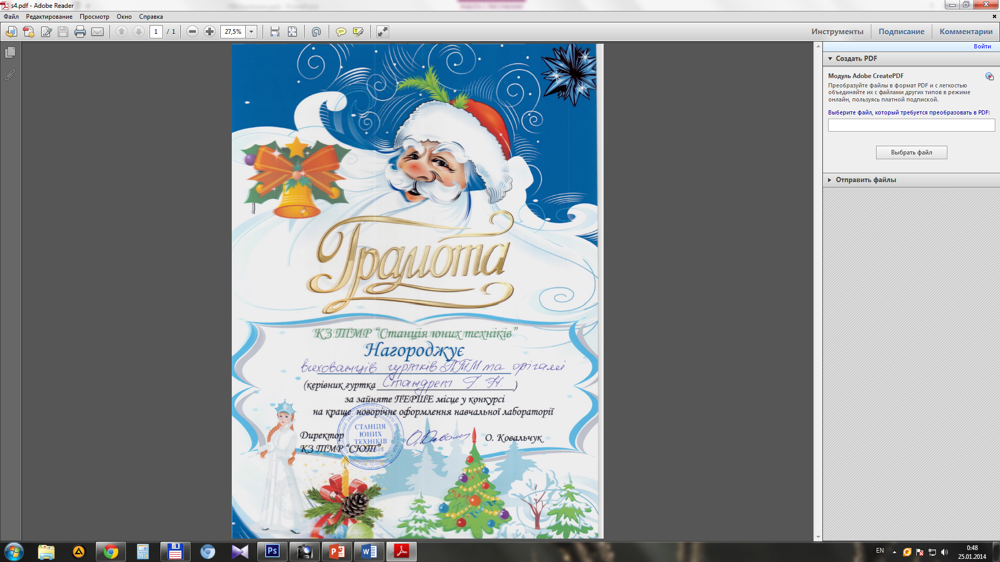 s4.pdf - Adobe Reader
Файл Редактирование Просмотр Окно Справка
1 / 1 27,5%
Инструменты Подписание Комментарии
Войти
Создать PDF
Модуль Adobe CreatePDF
Преобразуйте файлы в формат PDF и с легкостью
объединяйте их с файлами других типов в режиме
онлайн, пользуясь платной подпиской.
Выберите файл, который требуется преобразовать в PDF:
Выбрать файл
Отправить файлы
Грамота
КЗ ТМР “Станція юних техніків”
Нагороджує
вихованців гуртків ПТМ та орігамі
(керівник гуртка Стандрет Г. Н.)
за зайняте ПЕРШЕ місце у конкурсі
на краще новорічне оформлення навчальної лабораторії
СТАНЦІЯ
ЮНИХ
ТЕХНІКІВ
Директор
КЗ ТМР “СЮТ”
О. Ковальчук
Ps
EN
0:48
25.01.2014